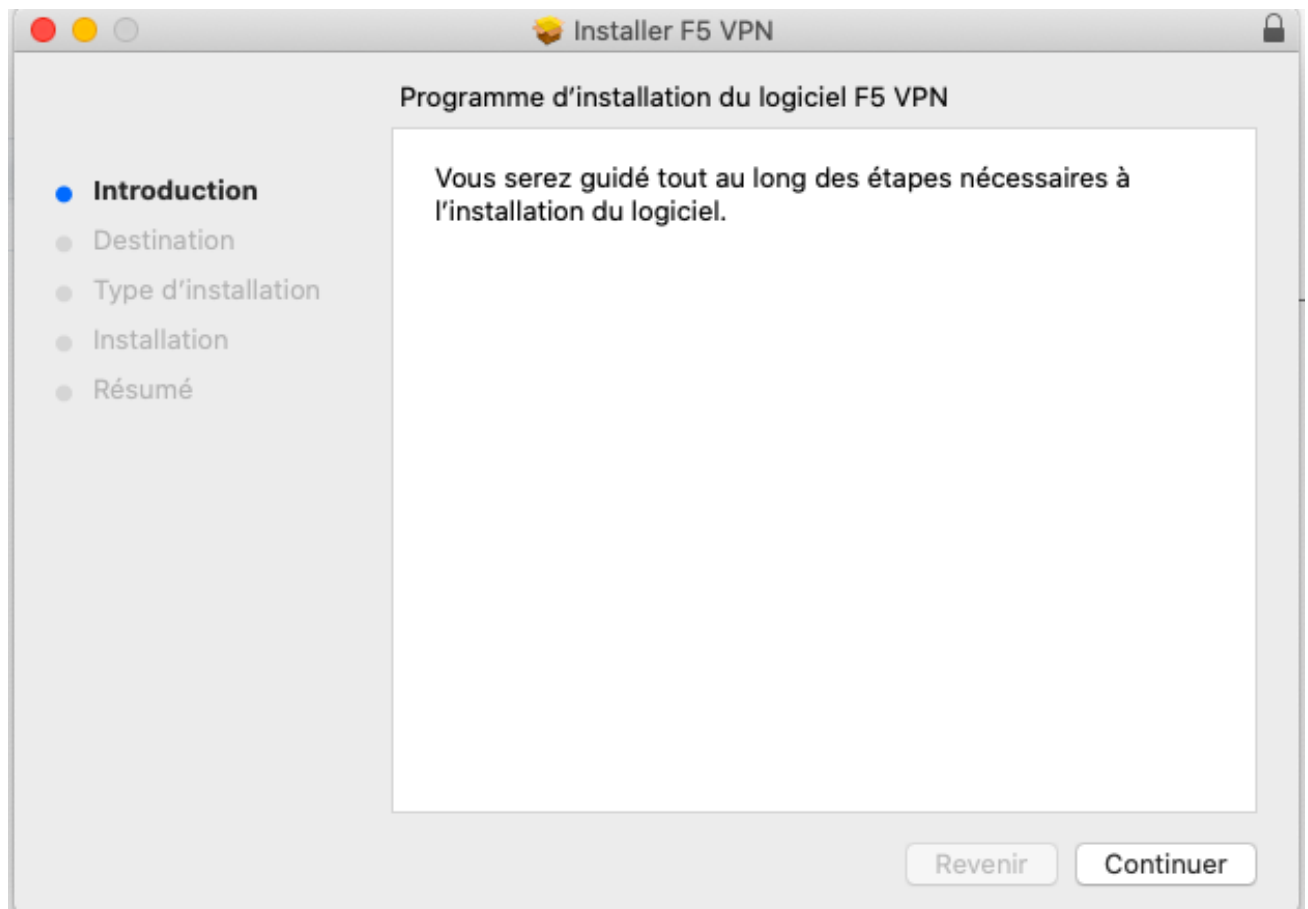 Installer F5 VPN
Programme d’installation du logiciel F5 VPN
Introduction
Destination
Type d’installation
Installation
Résumé
Vous serez guidé tout au long des étapes nécessaires à
l’installation du logiciel.
Revenir
Continuer